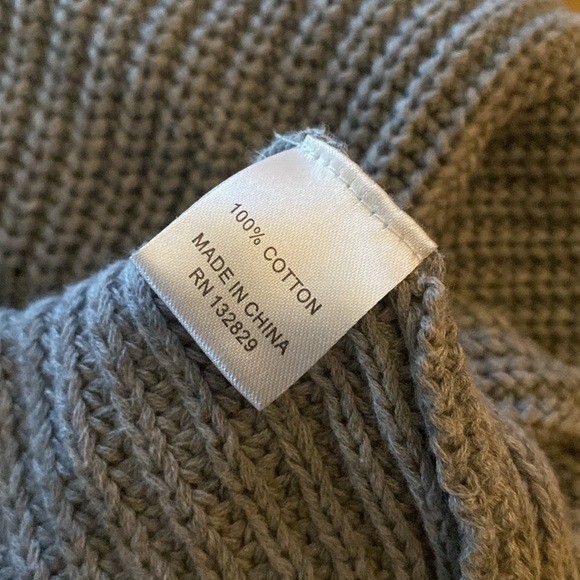 100% COTTON
MADE IN CHINA
RN 132829